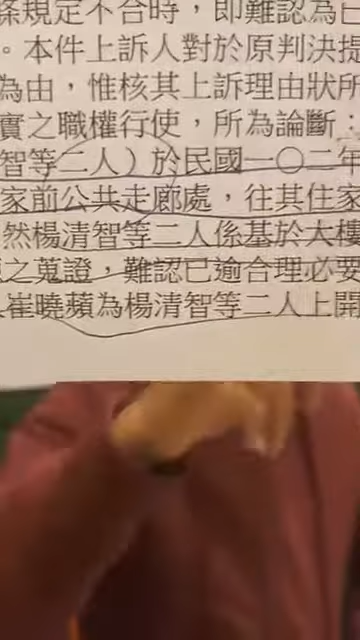 條規定不合時，即難認為已
。本件上訴人對於原判決提
為由，惟核其上訴理由狀所
實之職權行使，所為論斷：
智等二人）於民國一〇二年
家前公共走廊處，往其住家
然楊清智等二人係基於大樓
之蒐證，難認已逾合理必要
崔曉蘋為楊清智等二人上開